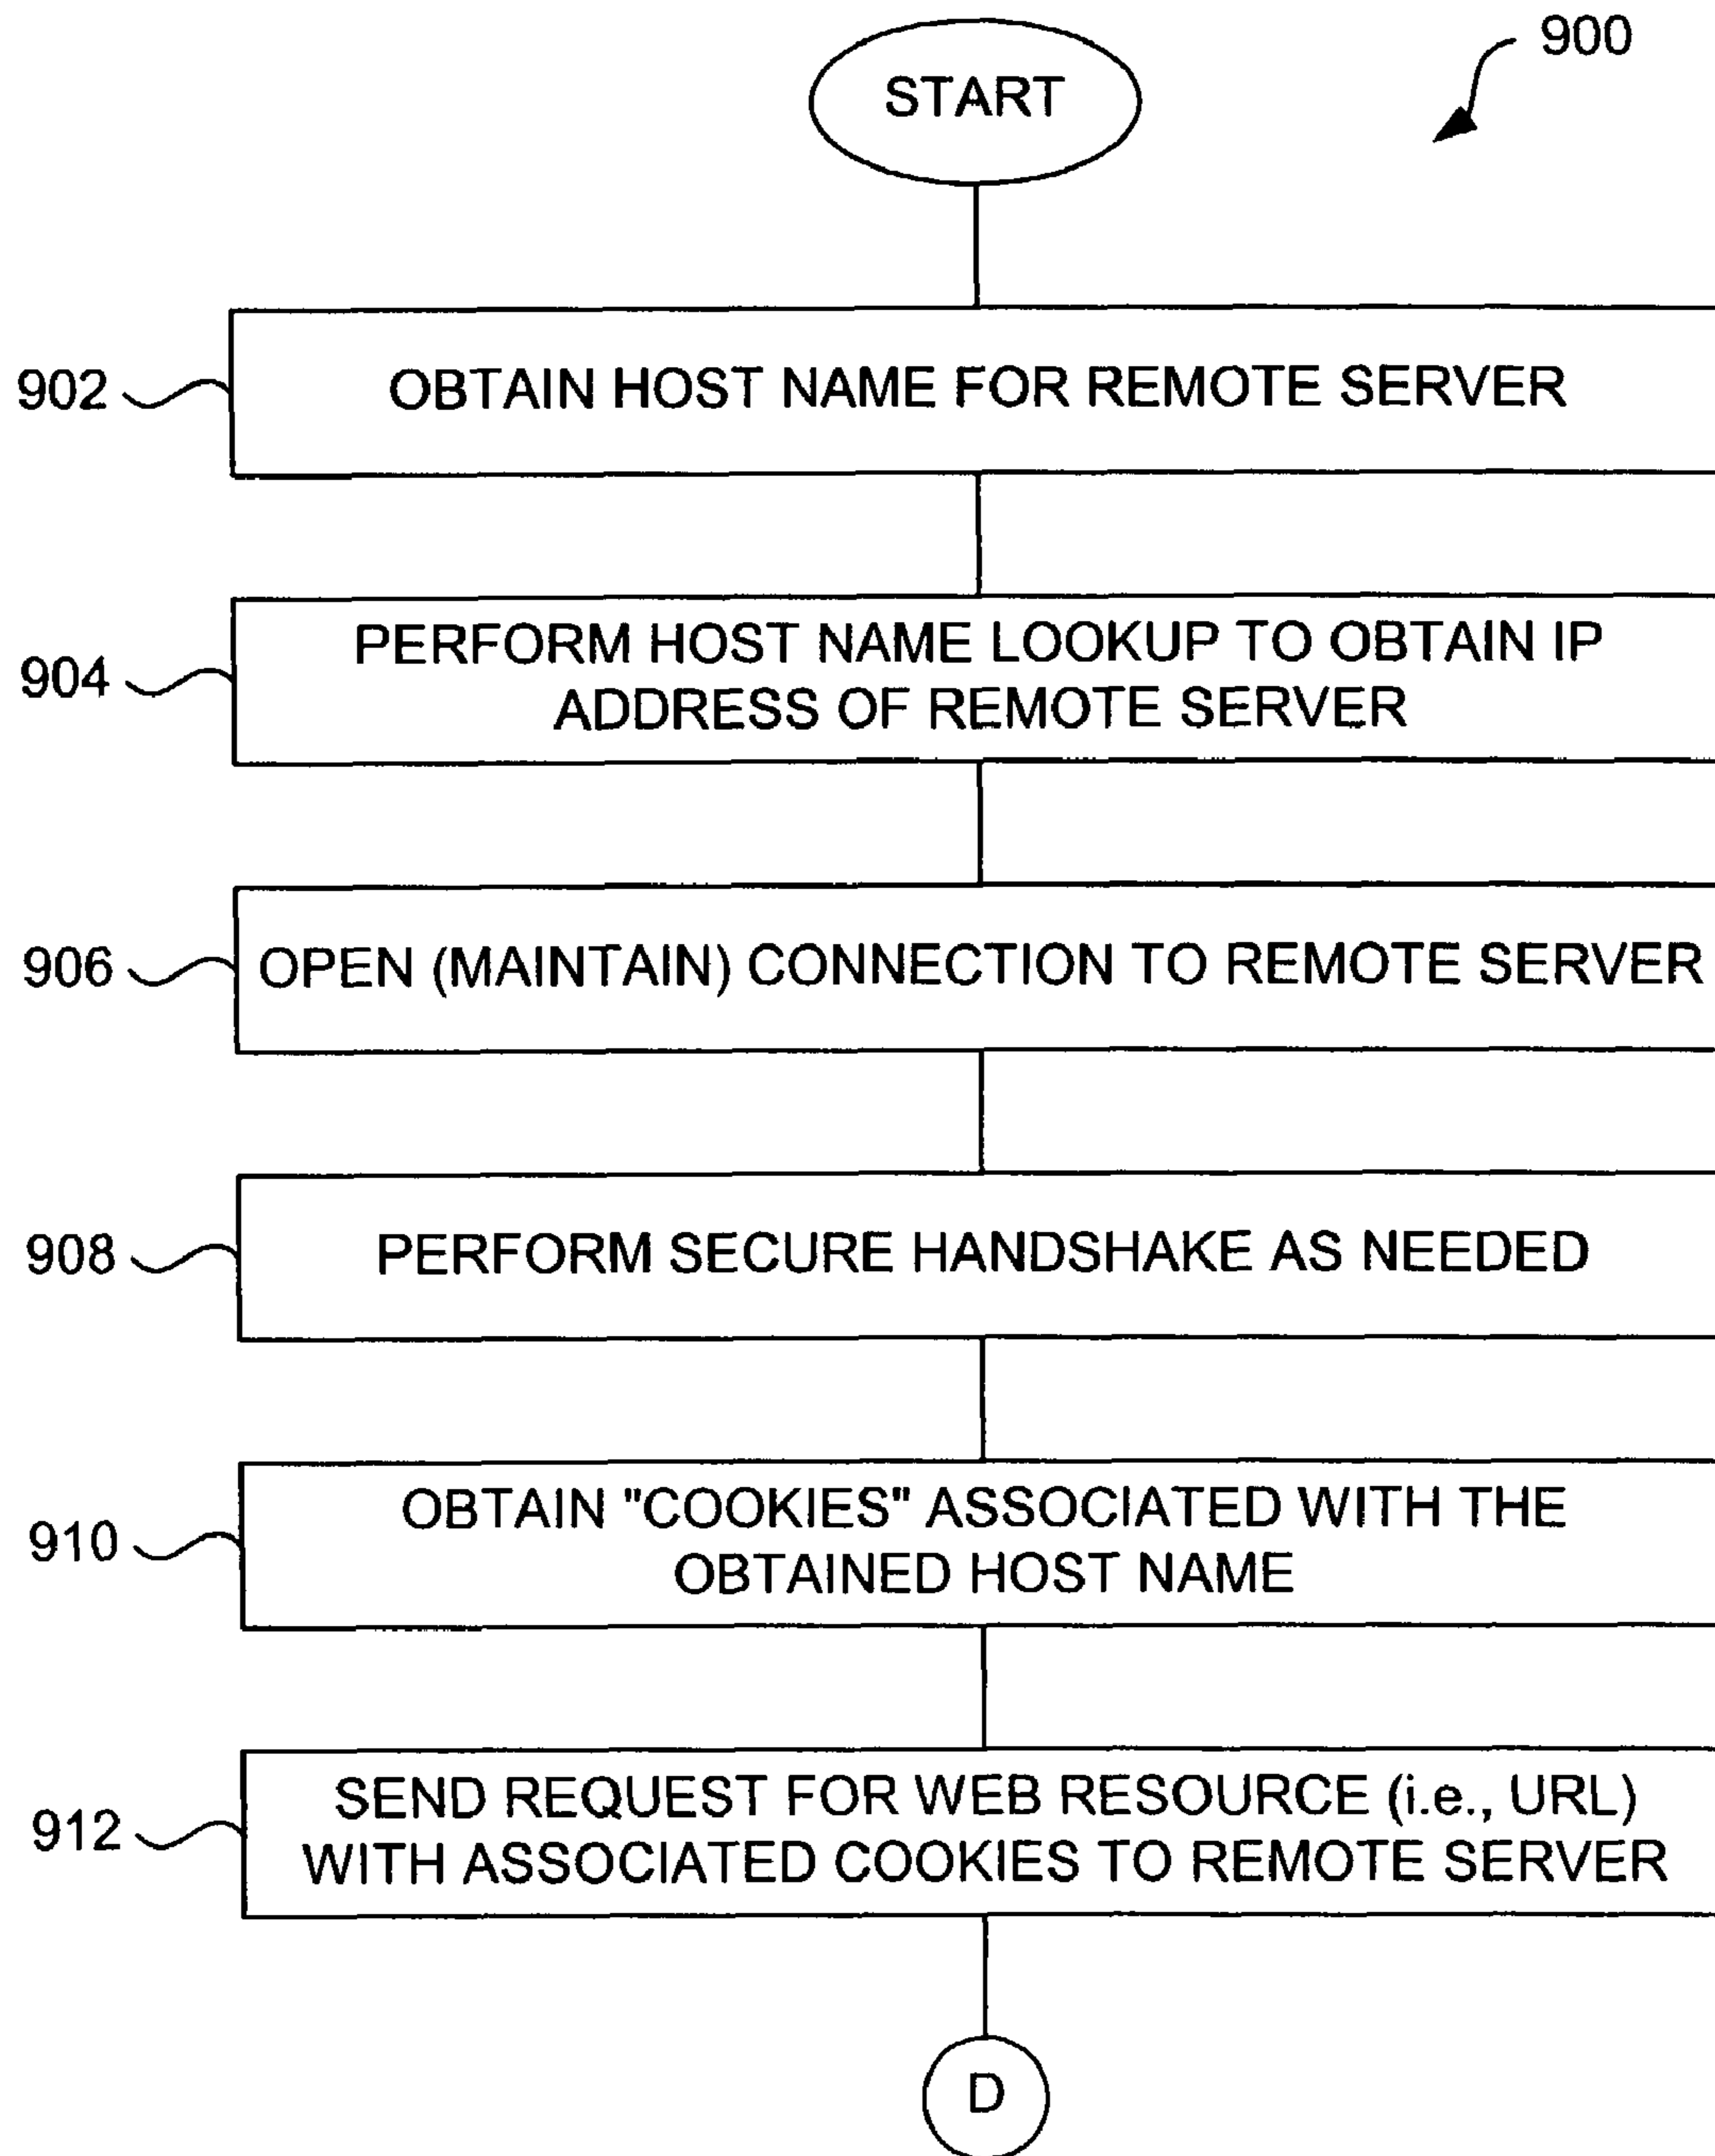 900
START
902
OBTAIN HOST NAME FOR REMOTE SERVER
904
PERFORM HOST NAME LOOKUP TO OBTAIN IP
ADDRESS OF REMOTE SERVER
906
OPEN (MAINTAIN) CONNECTION TO REMOTE SERVER
908
PERFORM SECURE HANDSHAKE AS NEEDED
910
OBTAIN "COOKIES" ASSOCIATED WITH THE
OBTAINED HOST NAME
912
SEND REQUEST FOR WEB RESOURCE (i.e., URL)
WITH ASSOCIATED COOKIES TO REMOTE SERVER
D